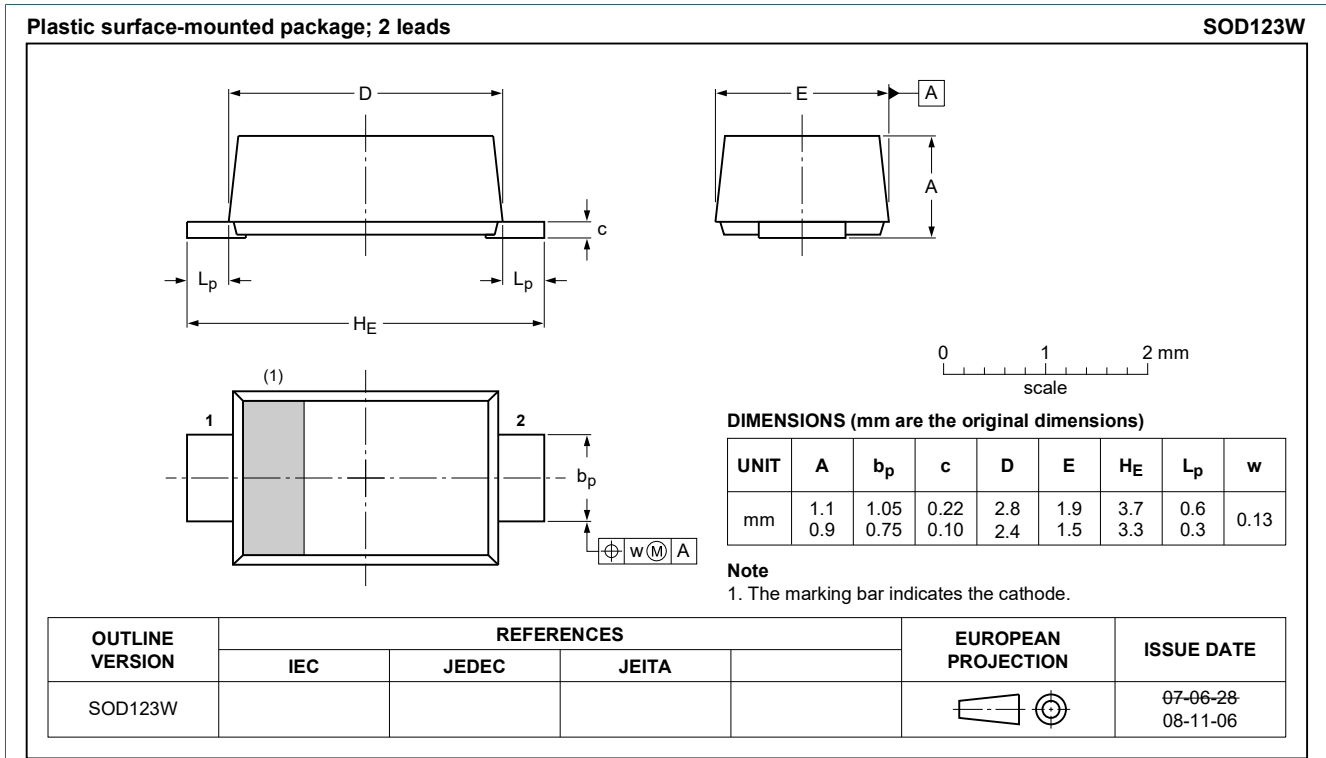 Plastic surface-mounted package; 2 leads SOD123W
D
E
A
A
c
Lp
Lp
HE
0 1 2 mm
scale
(1)
1
2
bp
w Ⓜ A
DIMENSIONS (mm are the original dimensions)
UNIT A bp c D E HE Lp w
mm 1.1 1.05 0.22 2.8 1.9 3.7 0.6 0.13
0.9 0.75 0.10 2.4 1.5 3.3 0.3
Note
1. The marking bar indicates the cathode.
OUTLINE VERSION REFERENCES EUROPEAN PROJECTION ISSUE DATE
IEC JEDEC JEITA
SOD123W 07-06-28
08-11-06